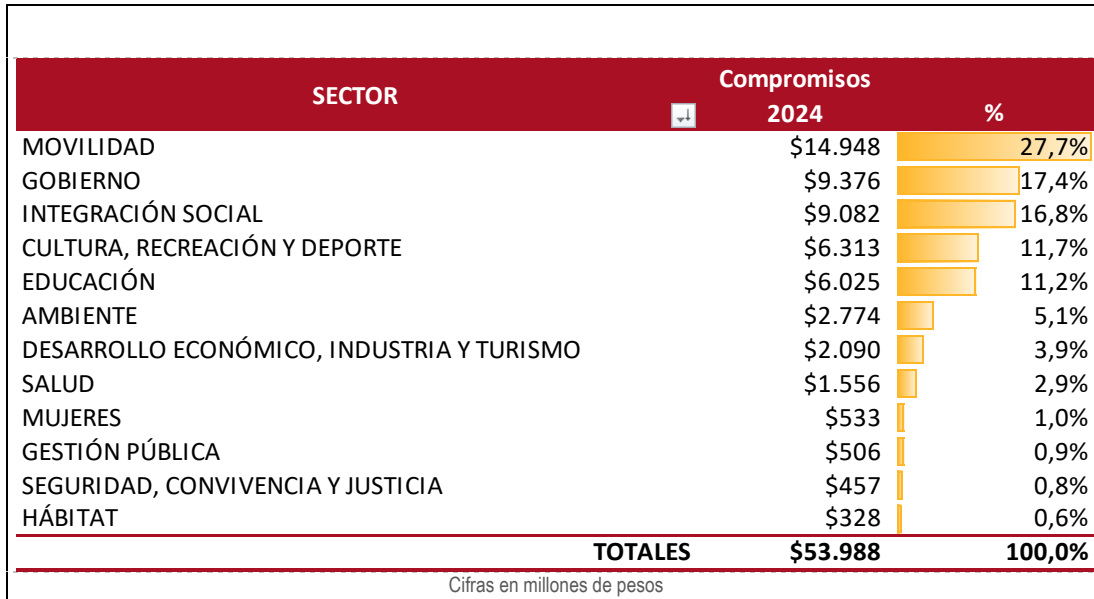 SECTOR Compromisos 2024 %
MOVILIDAD $14.948 27,7%
GOBIERNO $9.376 17,4%
INTEGRACIÓN SOCIAL $9.082 16,8%
CULTURA, RECREACIÓN Y DEPORTE $6.313 11,7%
EDUCACIÓN $6.025 11,2%
AMBIENTE $2.774 5,1%
DESARROLLO ECONÓMICO, INDUSTRIA Y TURISMO $2.090 3,9%
SALUD $1.556 2,9%
MUJERES $533 1,0%
GESTIÓN PÚBLICA $506 0,9%
SEGURIDAD, CONVIVENCIA Y JUSTICIA $457 0,8%
HÁBITAT $328 0,6%
TOTALES $53.988 100,0%
Cifras en millones de pesos